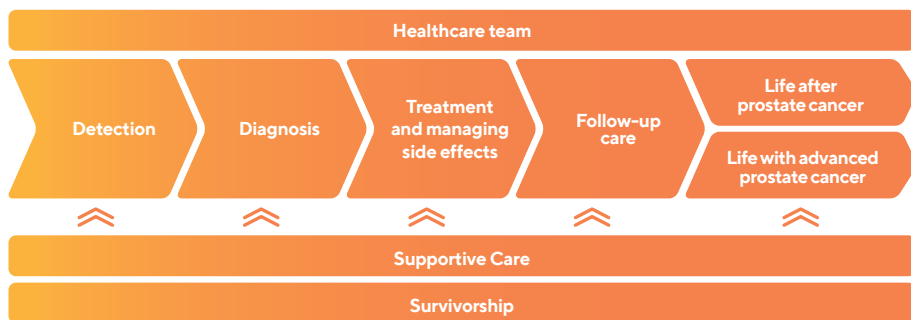 Healthcare team
Detection
Diagnosis
Treatment
and managing
side effects
Follow-up
care
Life after
prostate cancer
Life with advanced
prostate cancer
Supportive Care
Survivorship